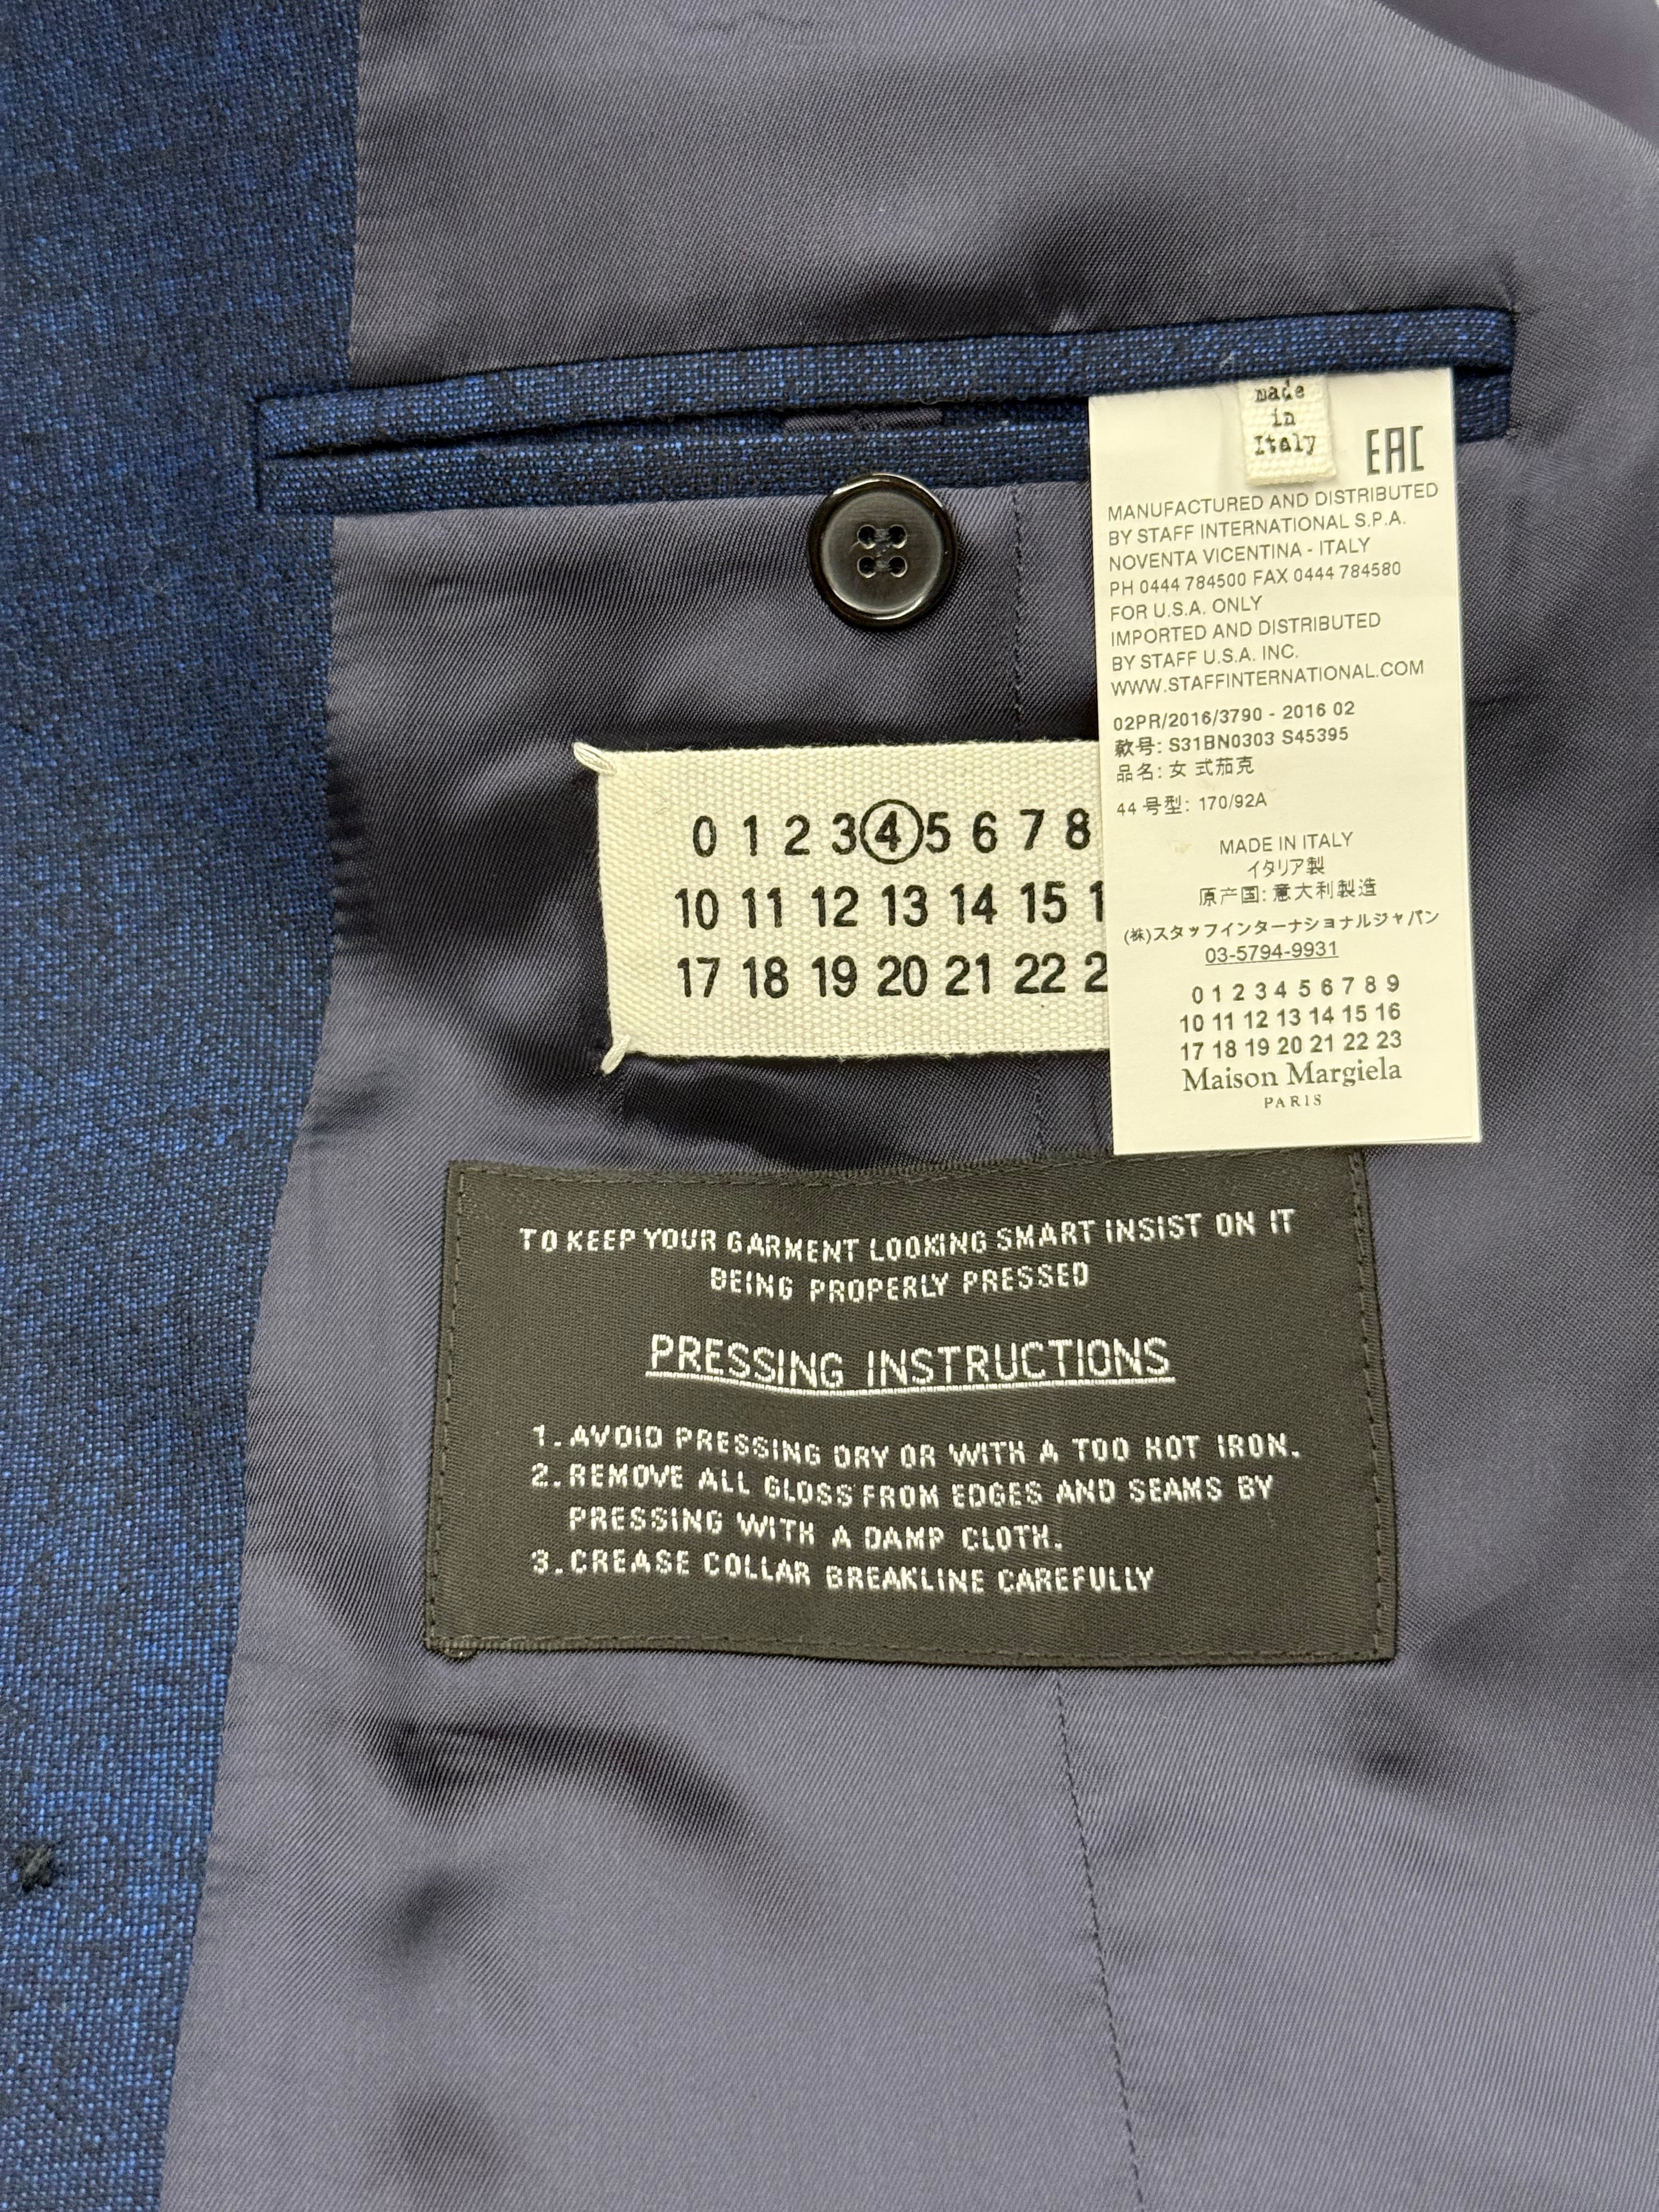 made
in
Italy
EAC
MANUFACTURED AND DISTRIBUTED
BY STAFF INTERNATIONAL S.P.A.
NOVENTA VICENTINA - ITALY
PH 0444 784500 FAX 0444 784580
FOR U.S.A. ONLY
IMPORTED AND DISTRIBUTED
BY STAFF U.S.A. INC.
WWW.STAFFINTERNATIONAL.COM
02PR/2016/3790 - 2016 02
款号: S31BN0303 S45395
品名: 女 式茄克
44 号型: 170/92A
MADE IN ITALY
イタリア製
原产国: 意大利製造
(株)スタッフインターナショナルジャパン
03-5794-9931
0 1 2 3 4 5 6 7 8 9
10 11 12 13 14 15 16
17 18 19 20 21 22 23
Maison Margiela
PARIS
0 1 2 3 4 5 6 7 8
10 11 12 13 14 15 1
17 18 19 20 21 22 2
TO KEEP YOUR GARMENT LOOKING SMART INSIST ON IT
BEING PROPERLY PRESSED
PRESSING INSTRUCTIONS
1. AVOID PRESSING DRY OR WITH A TOO HOT IRON.
2. REMOVE ALL GLOSS FROM EDGES AND SEAMS BY
PRESSING WITH A DAMP CLOTH.
3. CREASE COLLAR BREAKLINE CAREFULLY